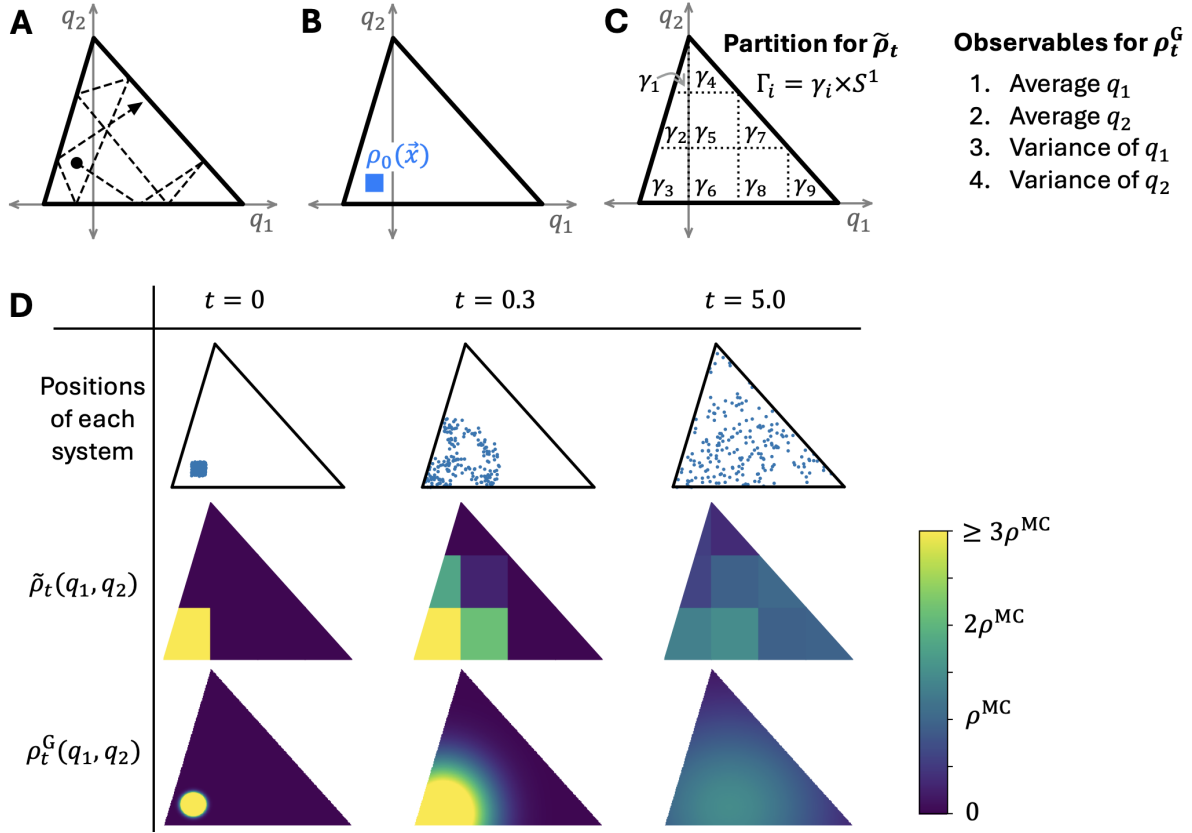 A
q₂
q₁
B
q₂
ρ₀(x⃗)
q₁
C
q₂
Partition for ρ̃ₜ
Γᵢ = γᵢ×S¹
γ₁
γ₄
γ₂
γ₅
γ₇
γ₃
γ₆
γ₈
γ₉
q₁
Observables for ρₜᴳ
1. Average q₁
2. Average q₂
3. Variance of q₁
4. Variance of q₂
D
t = 0
t = 0.3
t = 5.0
Positions
of each
system
ρ̃ₜ(q₁, q₂)
ρₜᴳ(q₁, q₂)
≥ 3ρᴹᶜ
2ρᴹᶜ
ρᴹᶜ
0